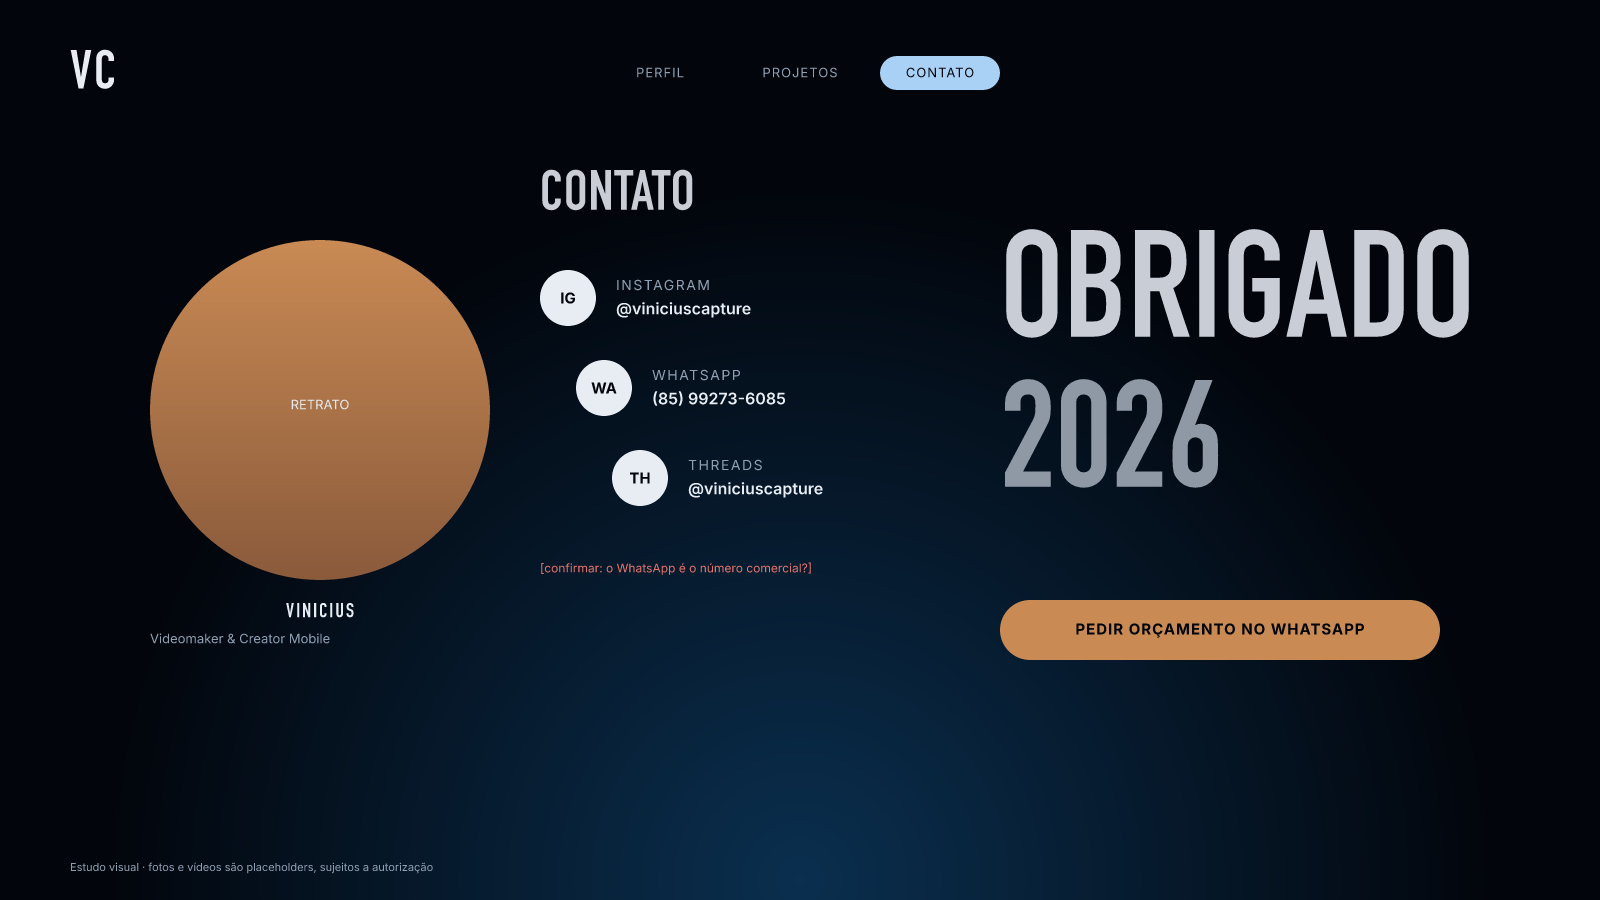 VC
PERFIL
PROJETOS
CONTATO
CONTATO
IG
INSTAGRAM
@viniciuscapture
WA
WHATSAPP
(85) 99273-6085
TH
THREADS
@viniciuscapture
[confirmar: o WhatsApp é o número comercial?]
RETRATO
VINICIUS
Videomaker & Creator Mobile
OBRIGADO
2026
PEDIR ORÇAMENTO NO WHATSAPP
Estudo visual · fotos e vídeos são placeholders, sujeitos a autorização